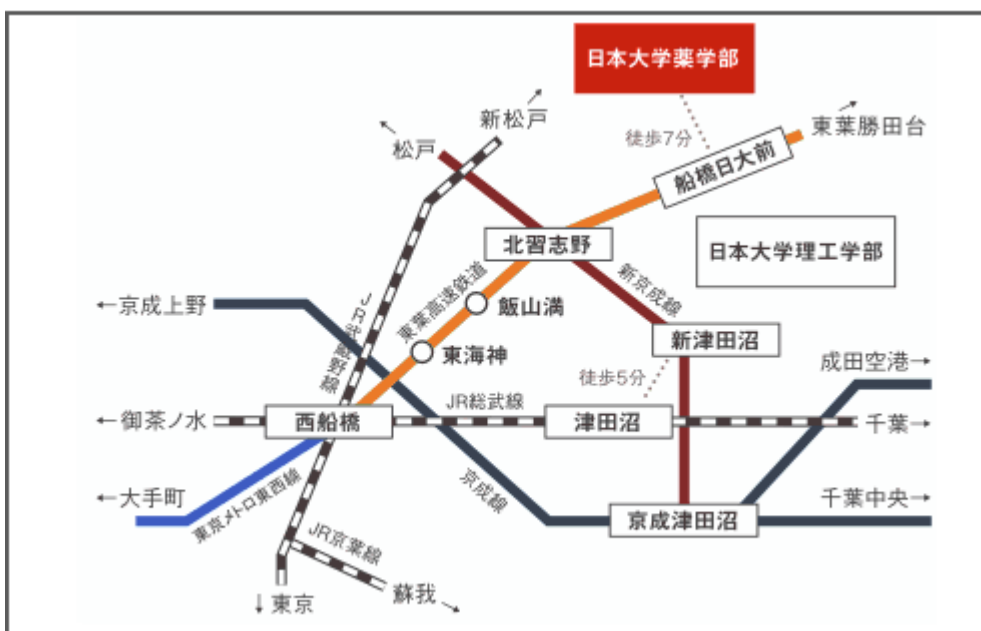 日本大学薬学部
新松戸
東葉勝田台
松戸
徒歩7分
船橋日大前
北習志野
日本大学理工学部
新京成線
東葉高速鉄道
←京成上野
JR武蔵野線
飯山満
新津田沼
東海神
成田空港→
徒歩5分
JR総武線
←御茶ノ水
西船橋
津田沼
千葉→
京成線
←大手町
東京メトロ東西線
京成津田沼
千葉中央→
JR京葉線
↓東京
蘇我